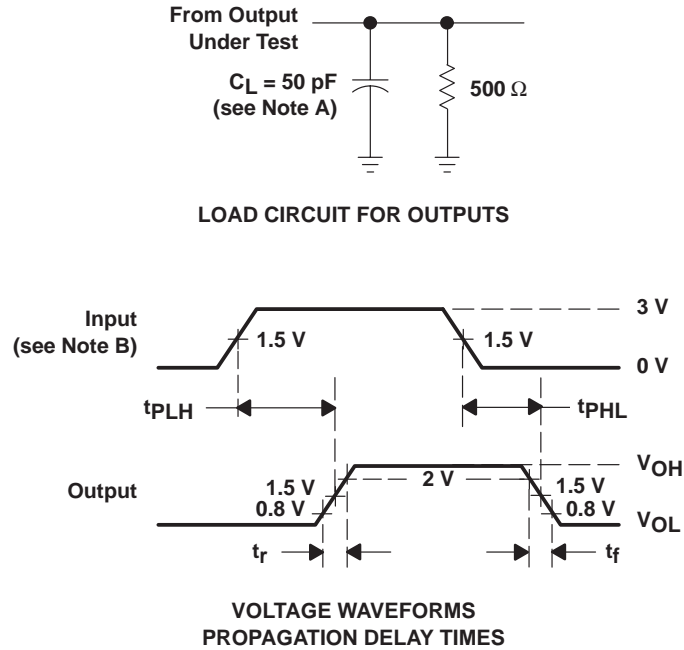 From Output
Under Test
CL = 50 pF
(see Note A)
500 Ω
LOAD CIRCUIT FOR OUTPUTS
Input
(see Note B)
1.5 V
1.5 V
3 V
0 V
tPLH
tPHL
Output
1.5 V
0.8 V
2 V
1.5 V
0.8 V
VOH
VOL
tr
tf
VOLTAGE WAVEFORMS
PROPAGATION DELAY TIMES